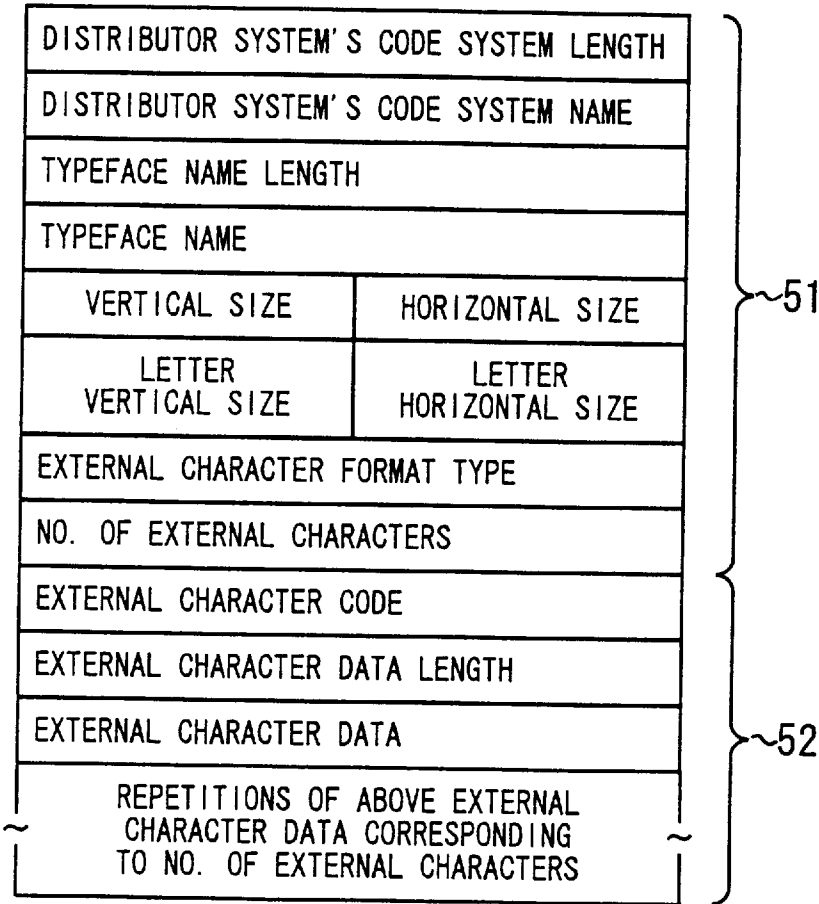 DISTRIBUTOR SYSTEM'S CODE SYSTEM LENGTH
DISTRIBUTOR SYSTEM'S CODE SYSTEM NAME
TYPEFACE NAME LENGTH
TYPEFACE NAME
VERTICAL SIZE
HORIZONTAL SIZE
~51
LETTER
VERTICAL SIZE
LETTER
HORIZONTAL SIZE
EXTERNAL CHARACTER FORMAT TYPE
NO. OF EXTERNAL CHARACTERS
EXTERNAL CHARACTER CODE
EXTERNAL CHARACTER DATA LENGTH
EXTERNAL CHARACTER DATA
~52
REPETITIONS OF ABOVE EXTERNAL
CHARACTER DATA CORRESPONDING
TO NO. OF EXTERNAL CHARACTERS